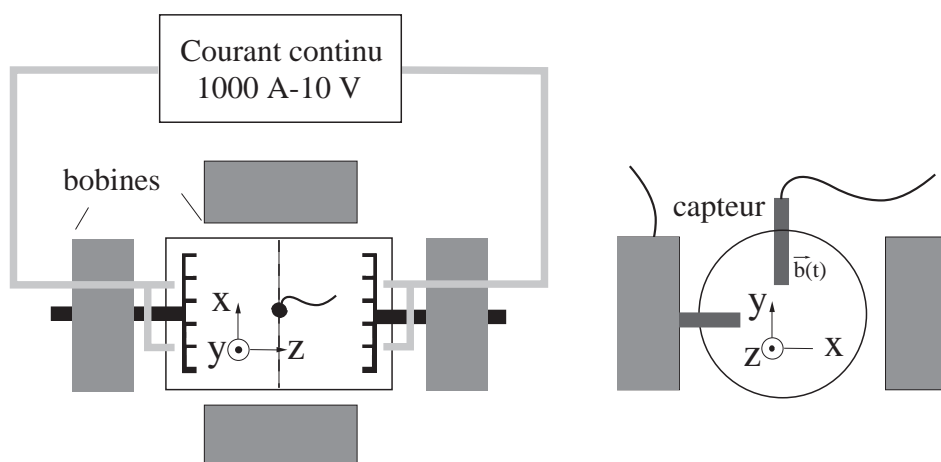 Courant continu
1000 A-10 V
bobines
x
y
z
capteur
b(t)
y
z
x